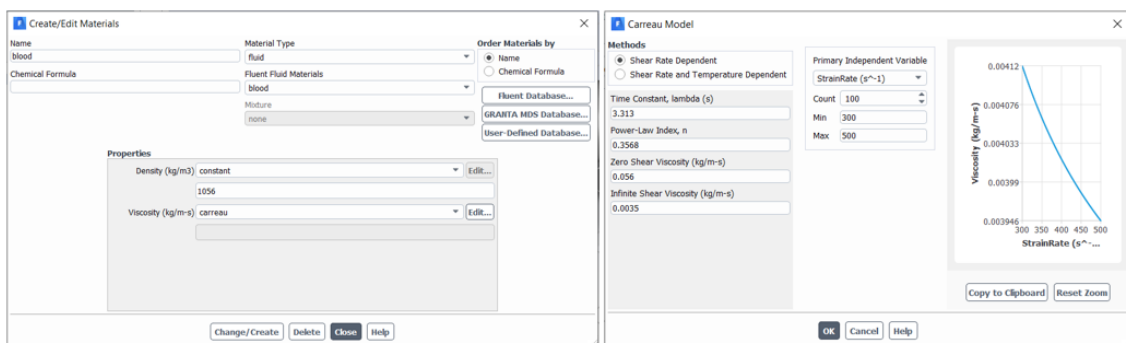 Create/Edit Materials
Name
blood
Chemical Formula
Material Type
fluid
Fluent Fluid Materials
blood
Mixture
none
Order Materials by
Name
Chemical Formula
Fluent Database...
GRANTA MDS Database...
User-Defined Database...
Properties
Density (kg/m3) constant
Edit...
1056
Viscosity (kg/m-s) carreau
Edit...
Change/Create Delete Close Help
Carreau Model
Methods
Shear Rate Dependent
Shear Rate and Temperature Dependent
Time Constant, lambda (s)
3.313
Power-Law Index, n
0.3568
Zero Shear Viscosity (kg/m-s)
0.056
Infinite Shear Viscosity (kg/m-s)
0.0035
Primary Independent Variable
StrainRate (s^-1)
Count 100
Min 300
Max 500
Viscosity (kg/m-s)
0.00412
0.004076
0.004033
0.00399
0.003946
300 350 400 450 500
StrainRate (s^-...
Copy to Clipboard Reset Zoom
OK Cancel Help